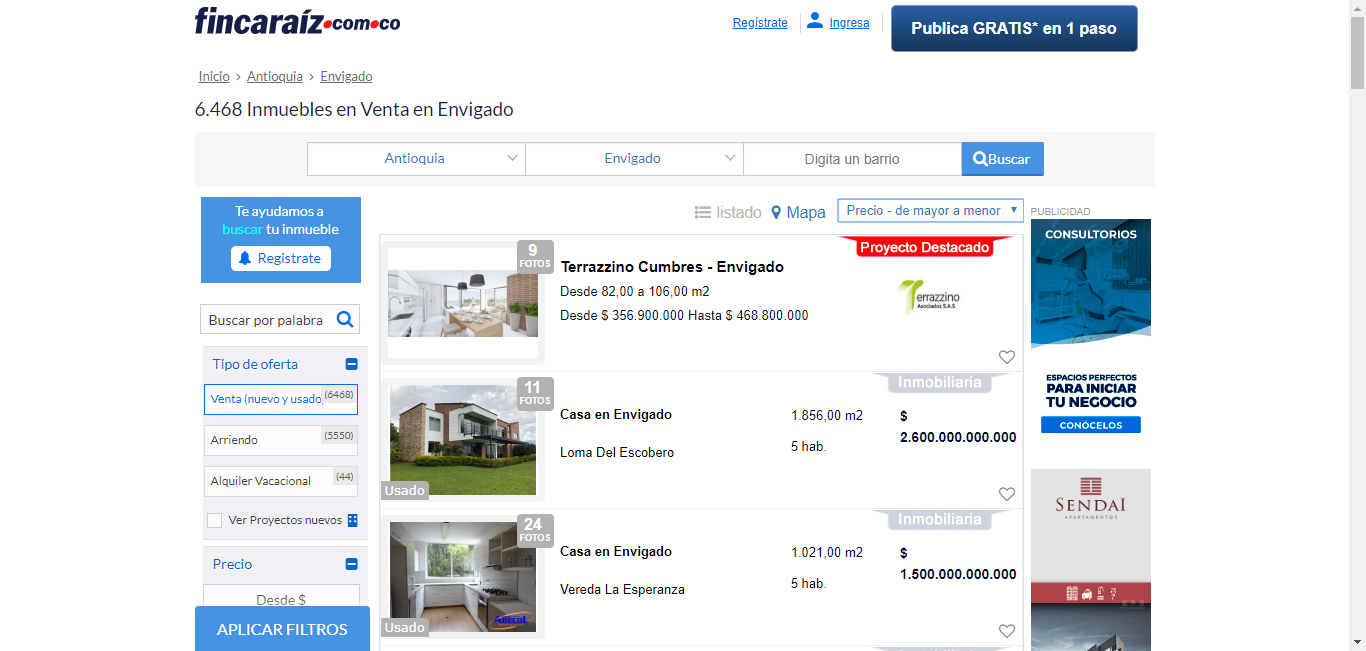 fincaraíz.com.co
Regístrate
Ingresa
Publica GRATIS* en 1 paso
Inicio > Antioquia > Envigado
6.468 Inmuebles en Venta en Envigado
Antioquia
Envigado
Digita un barrio
Buscar
Te ayudamos a
buscar tu inmueble
Registrate
Buscar por palabra
Tipo de oferta
Venta (nuevo y usado)
(6468)
Arriendo
(5550)
Alquiler Vacacional
(44)
Ver Proyectos nuevos
Precio
Desde $
APLICAR FILTROS
listado
Mapa
Precio - de mayor a menor
9
FOTOS
Proyecto Destacado
Terrazzino Cumbres - Envigado
Desde 82,00 a 106,00 m2
Desde $ 356.900.000 Hasta $ 468.800.000
Terrazzino
Asociados S.A.S
11
FOTOS
Usado
Inmobiliaria
Casa en Envigado
Loma Del Escobero
1.856,00 m2
5 hab.
$
2.600.000.000.000
24
FOTOS
Adecol
Usado
Inmobiliaria
Casa en Envigado
Vereda La Esperanza
1.021,00 m2
5 hab.
$
1.500.000.000.000
PUBLICIDAD
CONSULTORIOS
ESPACIOS PERFECTOS
PARA INICIAR
TU NEGOCIO
CONÓCELOS
SENDAI
APARTAMENTOS